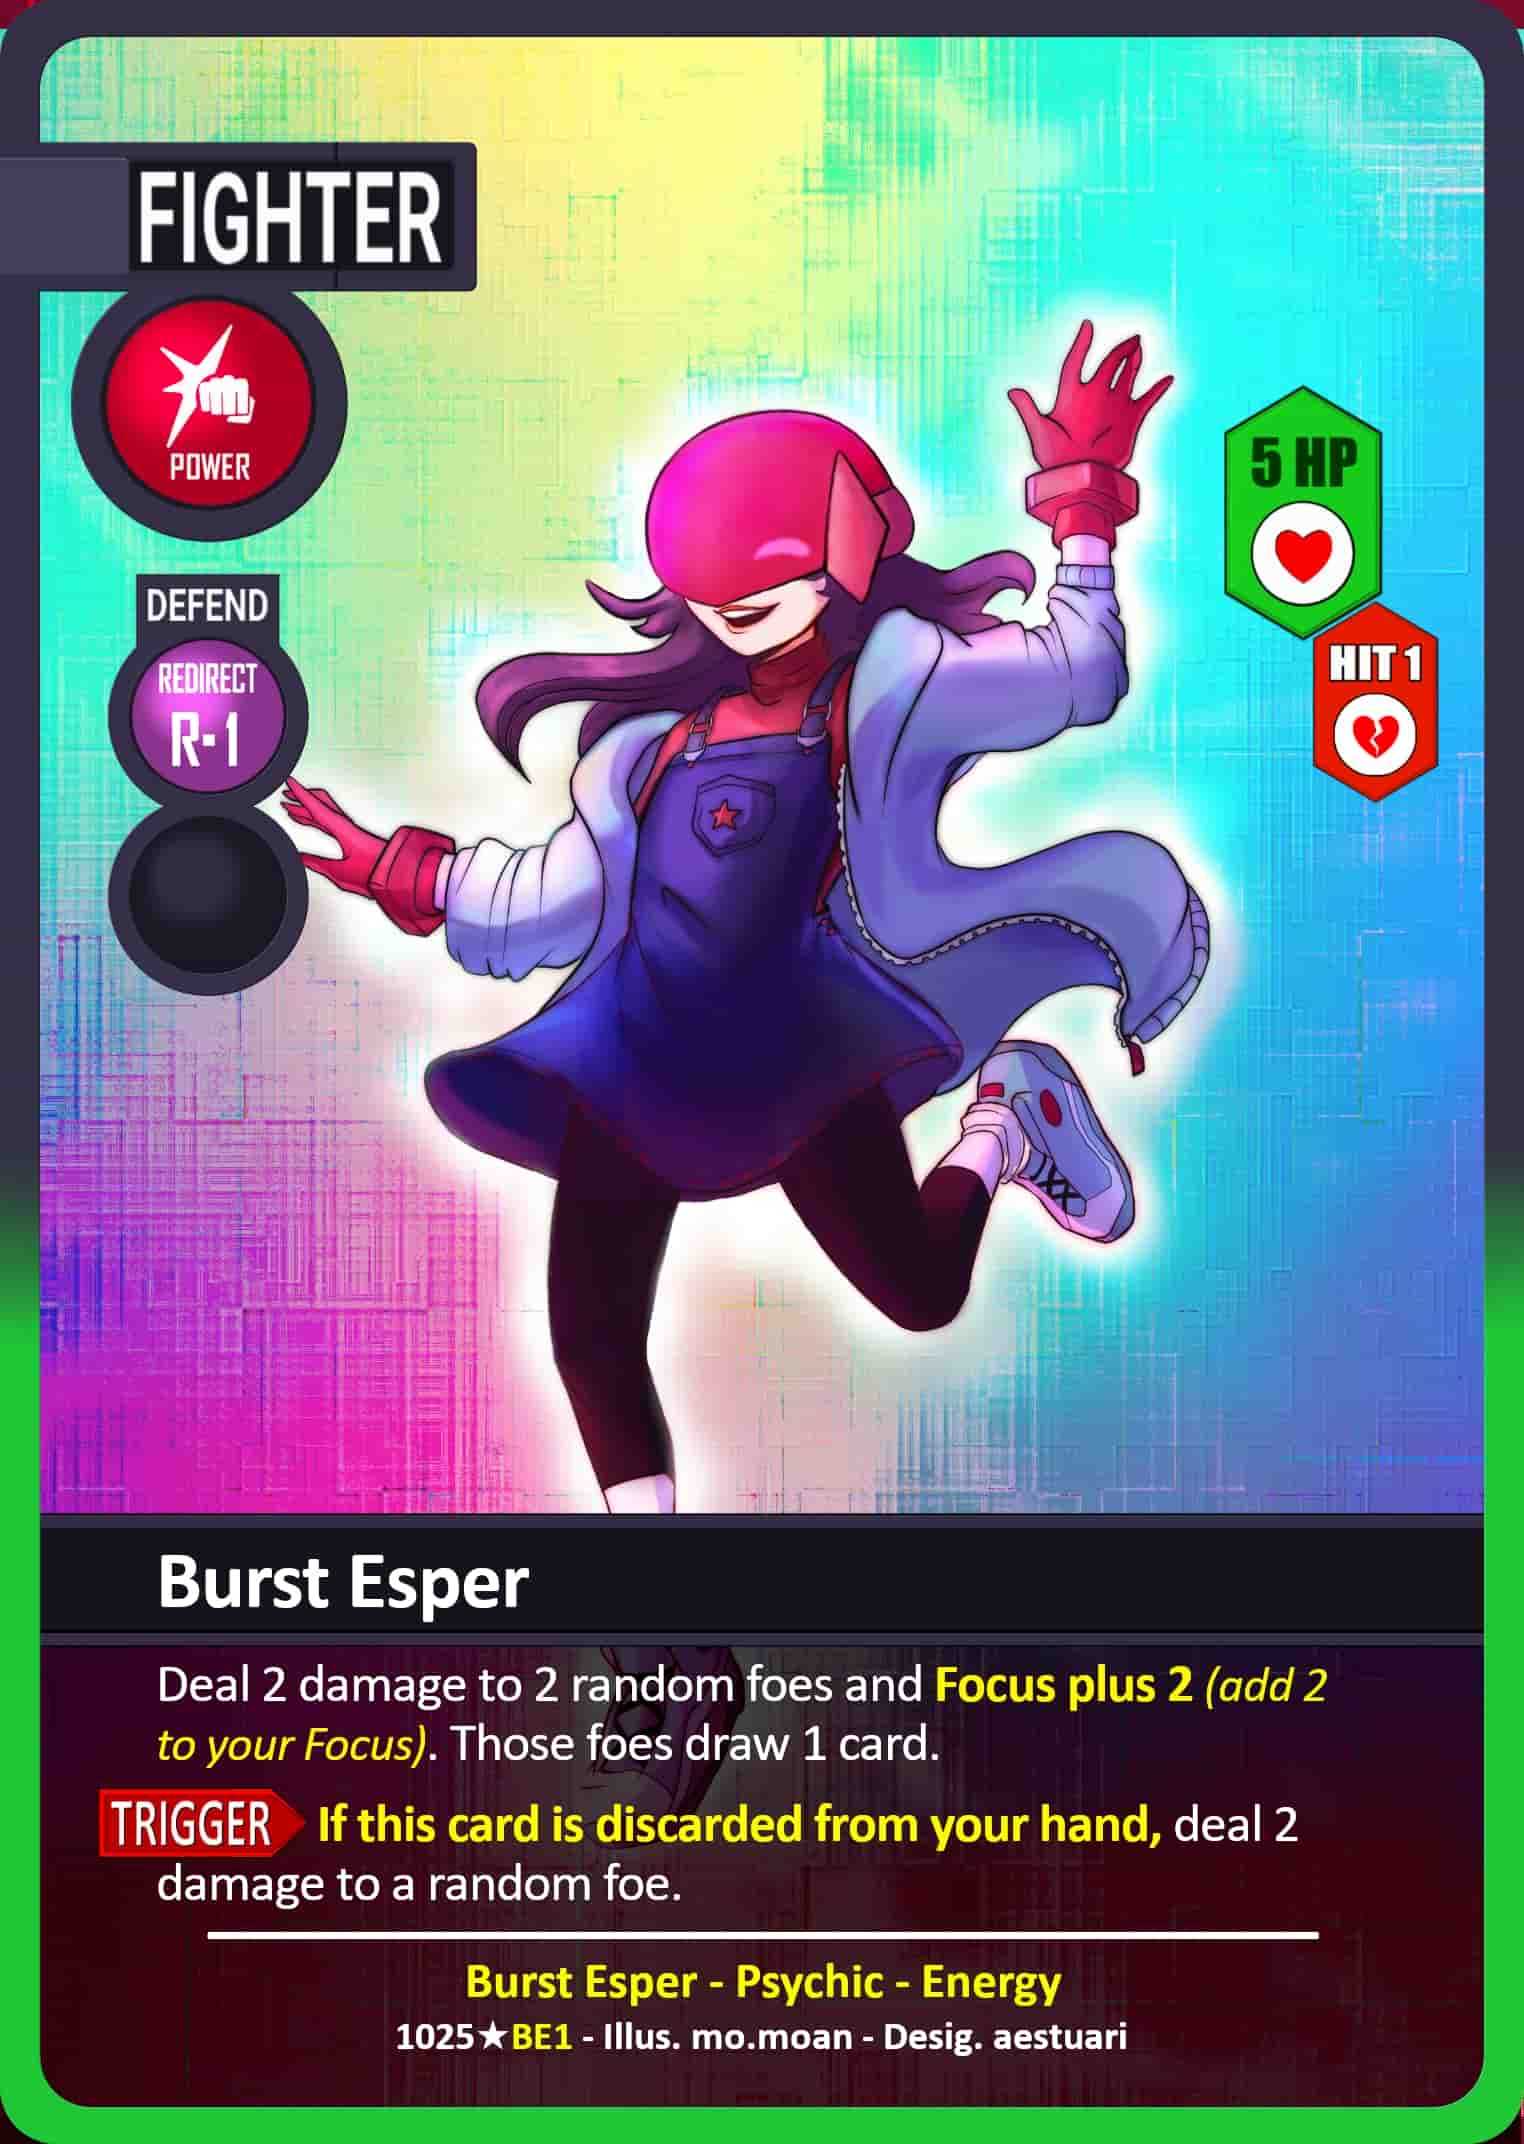 FIGHTER
POWER
DEFEND
REDIRECT
R-1
5 HP
HIT 1
Burst Esper
Deal 2 damage to 2 random foes and Focus plus 2 (add 2
to your Focus). Those foes draw 1 card.
TRIGGER If this card is discarded from your hand, deal 2
damage to a random foe.
Burst Esper - Psychic - Energy
1025★BE1 - Illus. mo.moan - Desig. aestuari